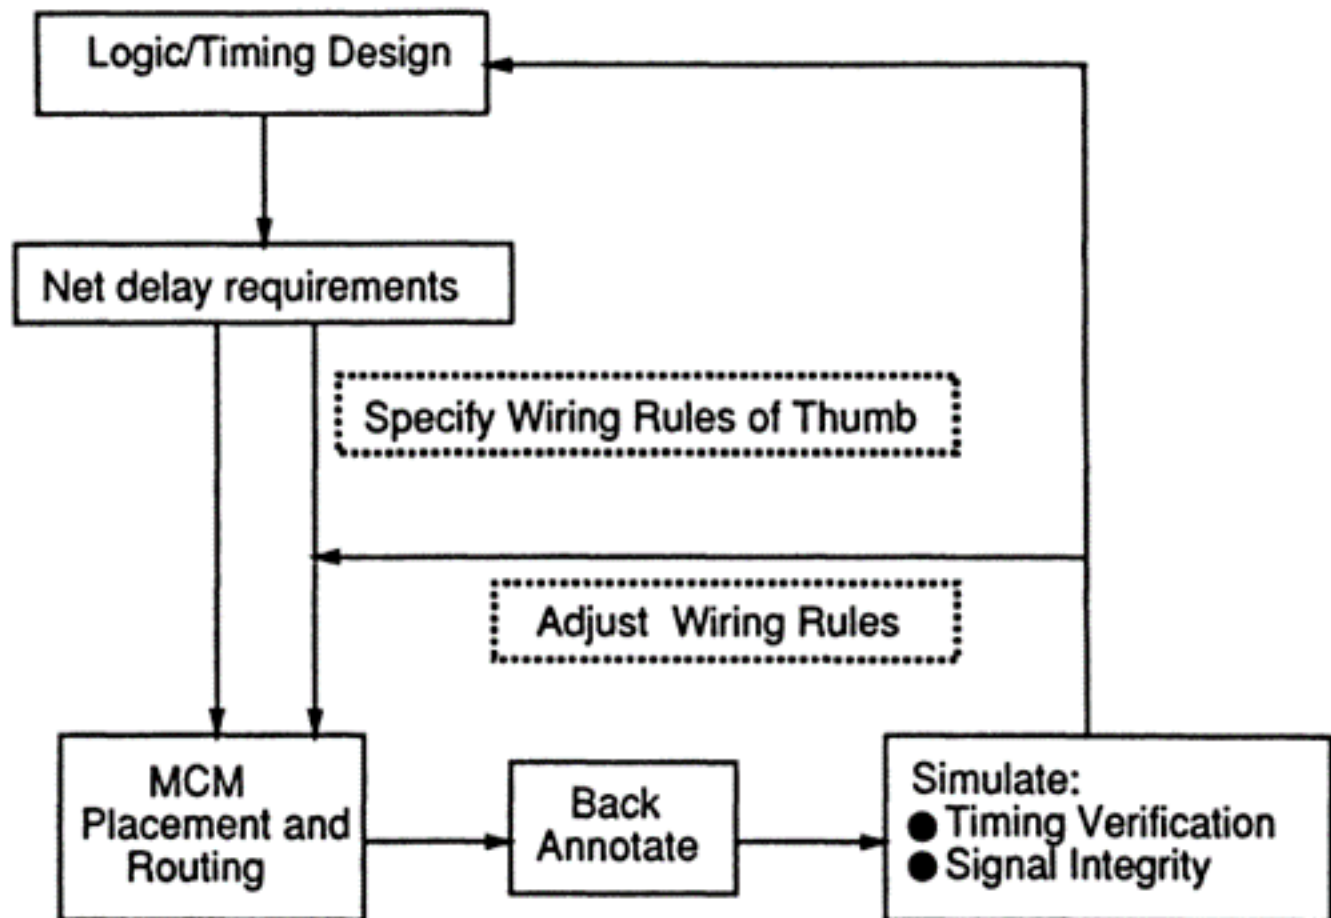 Logic/Timing Design
Net delay requirements
Specify Wiring Rules of Thumb
Adjust Wiring Rules
MCM
Placement and
Routing
Back
Annotate
Simulate:
● Timing Verification
● Signal Integrity